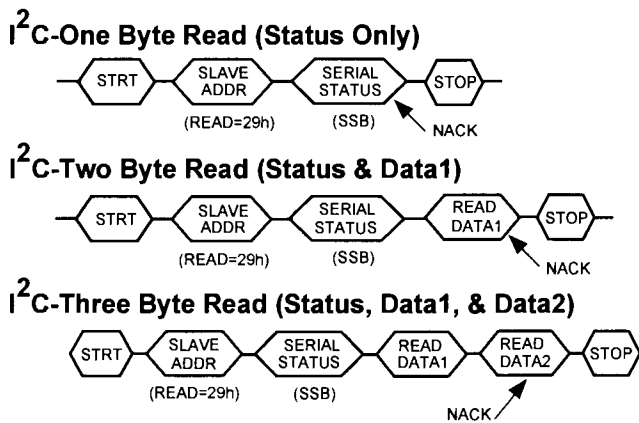 I²C-One Byte Read (Status Only)
STRT SLAVE ADDR SERIAL STATUS STOP
(READ=29h) (SSB) NACK
I²C-Two Byte Read (Status & Data1)
STRT SLAVE ADDR SERIAL STATUS READ DATA1 STOP
(READ=29h) (SSB) NACK
I²C-Three Byte Read (Status, Data1, & Data2)
STRT SLAVE ADDR SERIAL STATUS READ DATA1 READ DATA2 STOP
(READ=29h) (SSB)
NACK